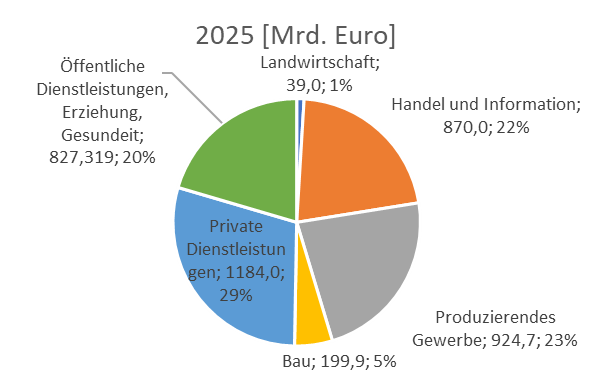 2025 [Mrd. Euro]
Landwirtschaft;
39,0; 1%
Handel und Information;
870,0; 22%
Produzierendes
Gewerbe; 924,7; 23%
Bau; 199,9; 5%
Private
Dienstleistun
gen; 1184,0;
29%
Öffentliche
Dienstleistungen,
Erziehung,
Gesundeit;
827,319; 20%